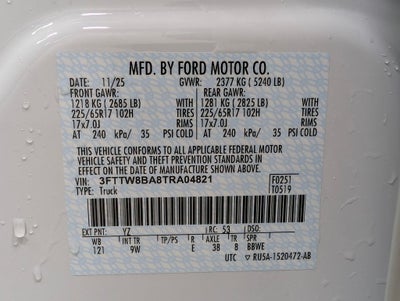 MFD. BY FORD MOTOR CO.
DATE: 11/25 GVWR: 2377 KG ( 5240 LB)
FRONT GAWR: REAR GAWR:
1218 KG ( 2685 LB) WITH 1281 KG ( 2825 LB) WITH
225/65R17 102H TIRES 225/65R17 102H TIRES
17x7.0J RIMS 17x7.0J RIMS
AT 240 kPa/ 35 PSI COLD AT 240 kPa/ 35 PSI COLD
THIS VEHICLE CONFORMS TO ALL APPLICABLE FEDERAL MOTOR
VEHICLE SAFETY AND BUMPER STANDARDS AND THEFT PREVENTION STANDARDS IN
EFFECT ON THE DATE OF MANUFACTURE SHOWN ABOVE.
VIN: 3FTTW8BA8TRA04821 F0251
TYPE: Truck T0519
EXT PNT: YZ RC: 53 DSO:
WB INT TR TP/PS R AXLE TR SPR
121 9W E 38 8 BBWE
UTC RU5A-1520472-AB